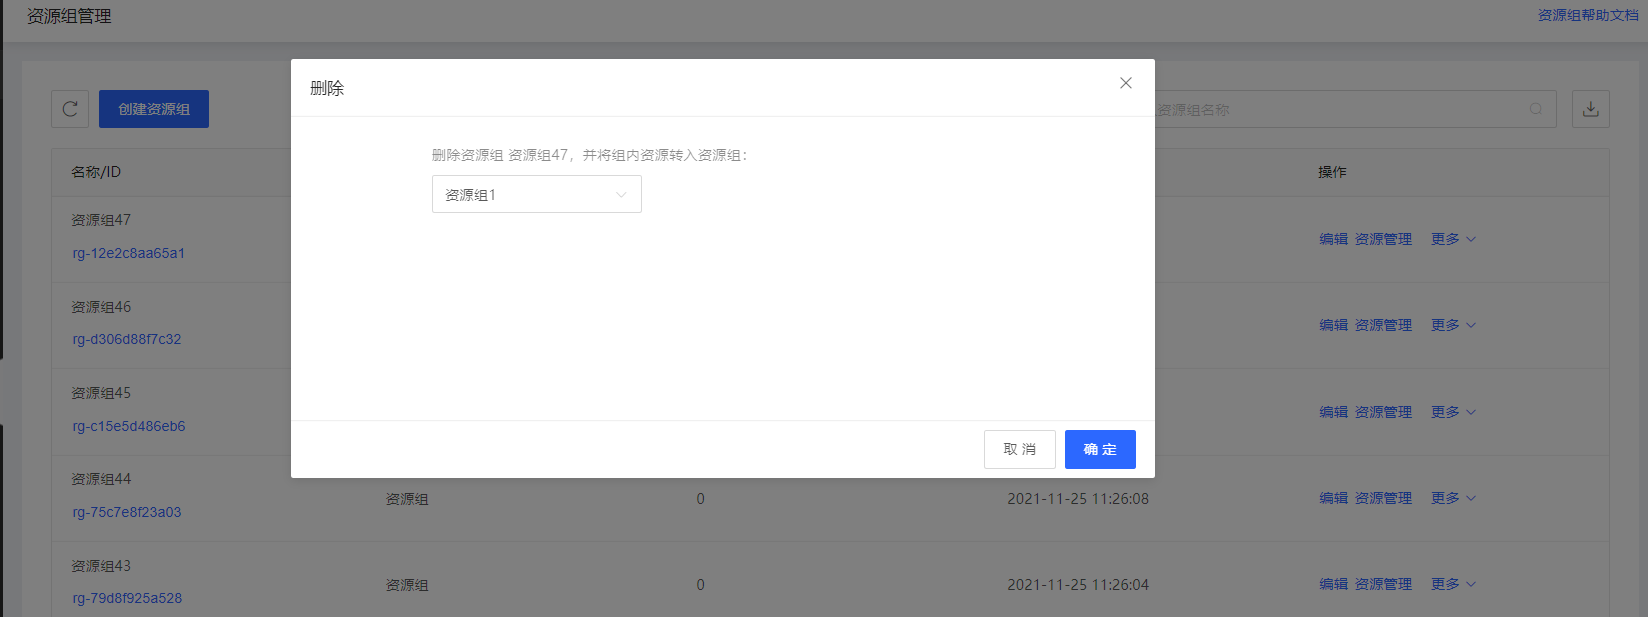 资源组管理
资源组帮助文档
删除
创建资源组
资源组名称
删除资源组 资源组47，并将组内资源转入资源组：
名称/ID
操作
资源组1
资源组47
rg-12e2c8aa65a1
编辑 资源管理 更多
资源组46
rg-d306d88f7c32
编辑 资源管理 更多
资源组45
rg-c15e5d486eb6
编辑 资源管理 更多
取 消
确 定
资源组44
rg-75c7e8f23a03
资源组
0
2021-11-25 11:26:08
编辑 资源管理 更多
资源组43
rg-79d8f925a528
资源组
0
2021-11-25 11:26:04
编辑 资源管理 更多